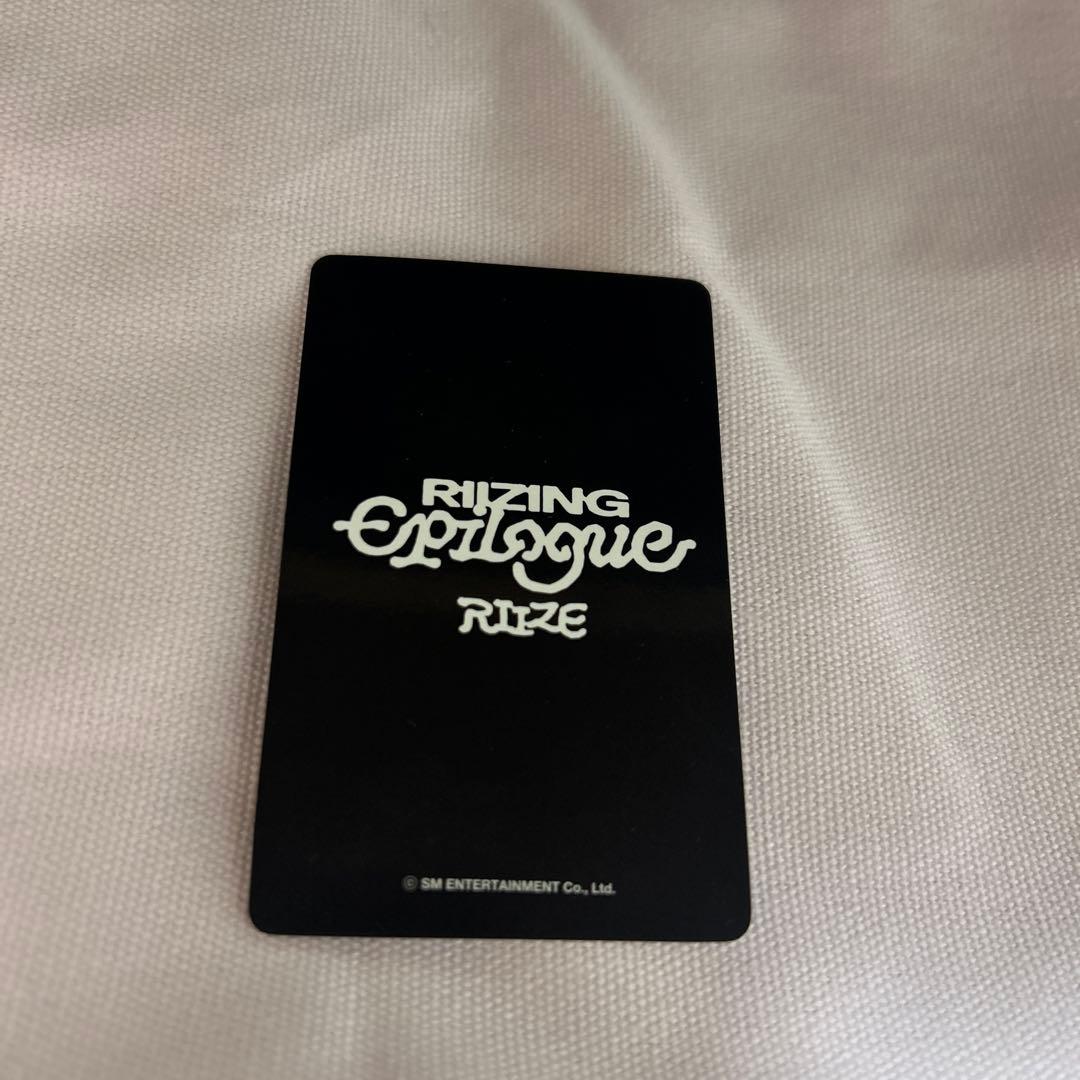 RIIZING
Epilogue
RIIZE
© SM ENTERTAINMENT Co., Ltd.